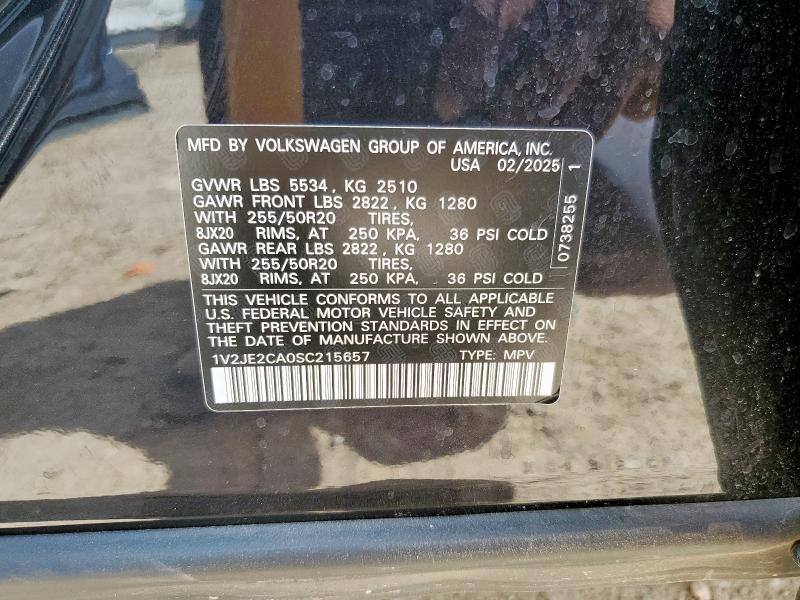 MFD BY VOLKSWAGEN GROUP OF AMERICA, INC.
USA 02/2025
1
GVWR LBS 5534, KG 2510
GAWR FRONT LBS 2822, KG 1280
WITH 255/50R20 TIRES,
8JX20 RIMS, AT 250 KPA, 36 PSI COLD
GAWR REAR LBS 2822, KG 1280
WITH 255/50R20 TIRES,
8JX20 RIMS, AT 250 KPA, 36 PSI COLD
0738255
THIS VEHICLE CONFORMS TO ALL APPLICABLE
U.S. FEDERAL MOTOR VEHICLE SAFETY AND
THEFT PREVENTION STANDARDS IN EFFECT ON
THE DATE OF MANUFACTURE SHOWN ABOVE.
1V2JE2CA0SC215657 TYPE: MPV